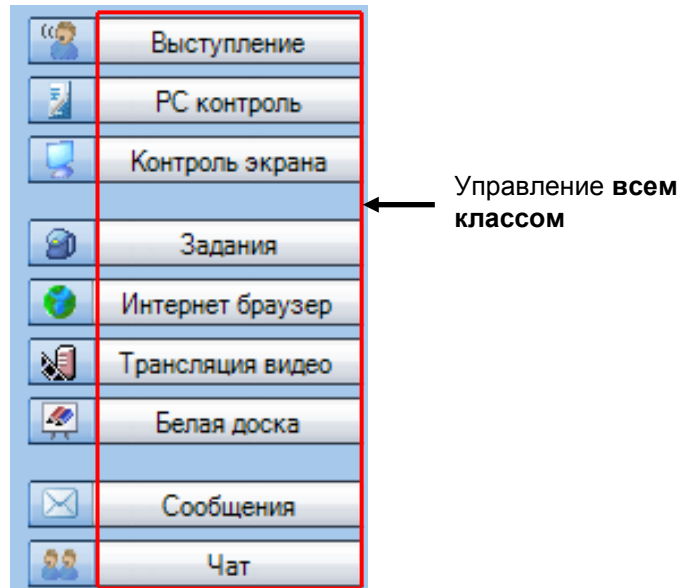 Выступление
PC контроль
Контроль экрана
Задания
Интернет браузер
Трансляция видео
Белая доска
Сообщения
Чат
Управление всем
классом